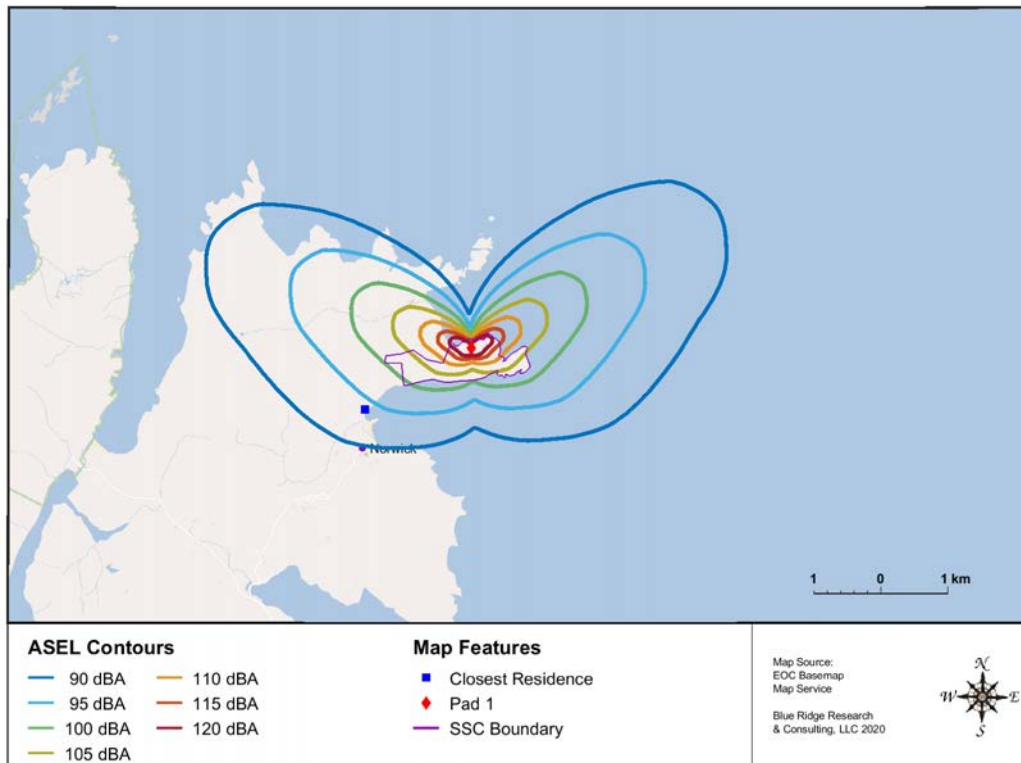 Norwick
1 0 1 km
ASEL Contours
90 dBA
95 dBA
100 dBA
105 dBA
110 dBA
115 dBA
120 dBA
Map Features
Closest Residence
Pad 1
SSC Boundary
Map Source:
EOC Basemap
Map Service
Blue Ridge Research
& Consulting, LLC 2020
N
W E
S